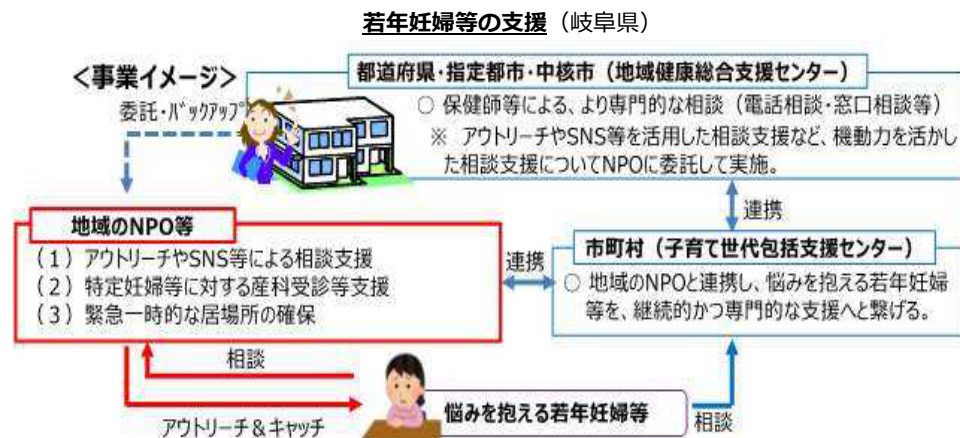 若年妊婦等の支援（岐阜県）
＜事業イメージ＞
委託・ﾊﾞｯｸｱｯﾌﾟ
都道府県・指定都市・中核市（地域健康総合支援センター）
○ 保健師等による、より専門的な相談（電話相談・窓口相談等）
※ アウトリーチやSNS等を活用した相談支援など、機動力を活かし
た相談支援についてNPOに委託して実施。
連携
地域のNPO等
（1）アウトリーチやSNS等による相談支援
（2）特定妊婦等に対する産科受診等支援
（3）緊急一時的な居場所の確保
連携
市町村（子育て世代包括支援センター）
○ 地域のNPOと連携し、悩みを抱える若年妊婦
等を、継続的かつ専門的な支援へと繋げる。
相談
アウトリーチ＆キャッチ
悩みを抱える若年妊婦等
相談